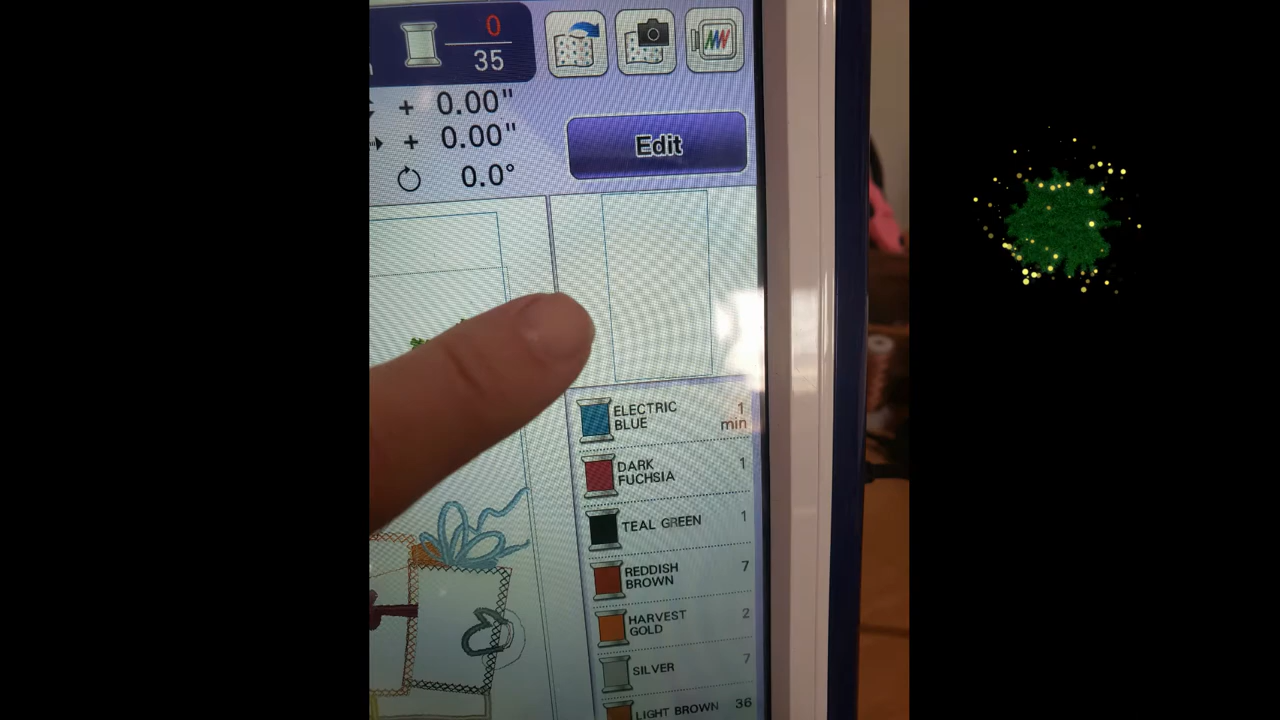 0
35
+ 0.00"
+ 0.00"
0.0°
Edit
ELECTRIC BLUE 1 min
DARK FUCHSIA 1
TEAL GREEN 1
REDDISH BROWN 7
HARVEST GOLD 2
SILVER 7
LIGHT BROWN 36